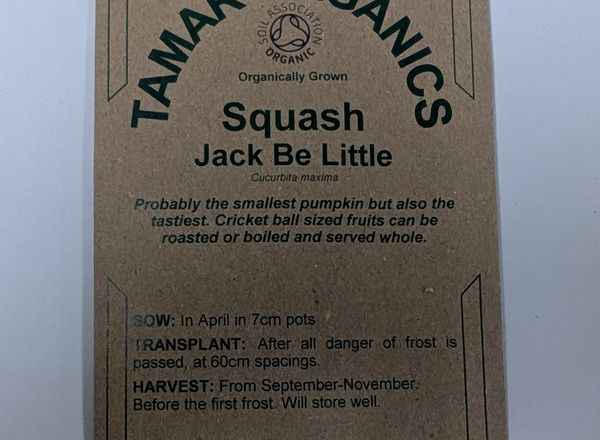 TAMAR ORGANICS
SOIL ASSOCIATION
ORGANIC
Organically Grown
Squash
Jack Be Little
Cucurbita maxima
Probably the smallest pumpkin but also the
tastiest. Cricket ball sized fruits can be
roasted or boiled and served whole.
SOW: In April in 7cm pots
TRANSPLANT: After all danger of frost is
passed, at 60cm spacings.
HARVEST: From September-November.
Before the first frost. Will store well.